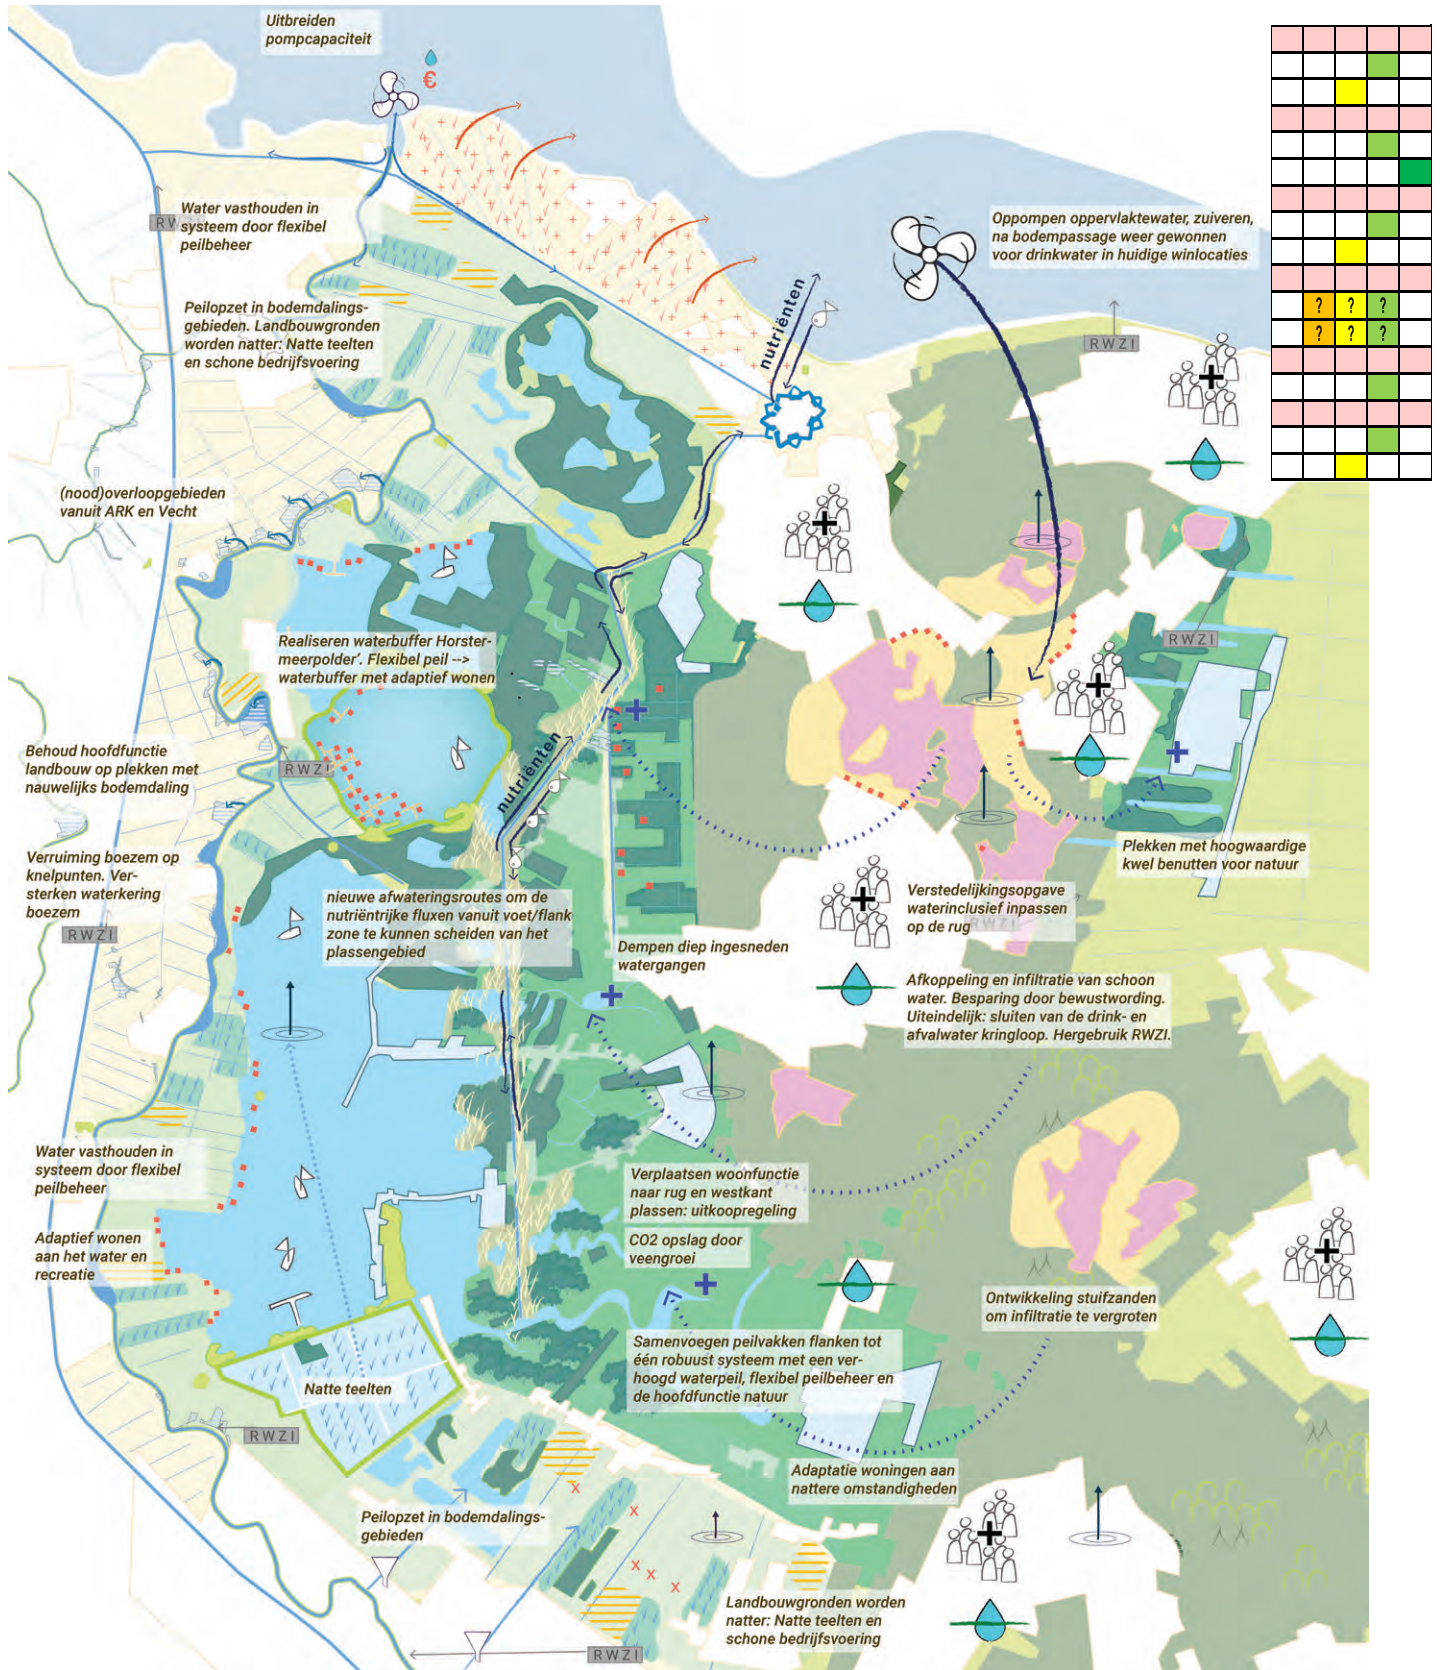 Uitbreiden
pompcapaciteit
€
RWZI
Water vasthouden in
systeem door flexibel
peilbeheer
Oppompen oppervlaktewater, zuiveren,
na bodempassage weer gewonnen
voor drinkwater in huidige winlocaties
? ? ?
? ? ?
Peilopzet in bodemdalings-
gebieden. Landbouwgronden
worden natter: Natte teelten
en schone bedrijfsvoering
nutriënten
RWZI
(nood)overloopgebieden
vanuit ARK en Vecht
Realiseren waterbuffer Horster-
meerpolder'. Flexibel peil -->
waterbuffer met adaptief wonen
RWZI
Behoud hoofdfunctie
landbouw op plekken met
nauwelijks bodemdaling
RWZI
nutriënten
Plekken met hoogwaardige
kwel benutten voor natuur
Verruiming boezem op
knelpunten. Ver-
sterken waterkering
boezem
RWZI
nieuwe afwateringsroutes om de
nutriëntrijke fluxen vanuit voet/flank
zone te kunnen scheiden van het
plassengebied
Verstedelijkingsopgave
waterinclusief inpassen
op de rug
RWZI
Dempen diep ingesneden
watergangen
Afkoppeling en infiltratie van schoon
water. Besparing door bewustwording.
Uiteindelijk: sluiten van de drink- en
afvalwater kringloop. Hergebruik RWZI.
Water vasthouden in
systeem door flexibel
peilbeheer
Verplaatsen woonfunctie
naar rug en westkant
plassen: uitkoopregeling
Adaptief wonen
aan het water en
recreatie
CO2 opslag door
veengroei
Ontwikkeling stuifzanden
om infiltratie te vergroten
Samenvoegen peilvakken flanken tot
één robuust systeem met een ver-
hoogd waterpeil, flexibel peilbeheer en
de hoofdfunctie natuur
Natte teelten
RWZI
Adaptatie woningen aan
nattere omstandigheden
Peilopzet in bodemdalings-
gebieden
x
x
x
x
x
Landbouwgronden worden
natter: Natte teelten en
schone bedrijfsvoering
RWZI